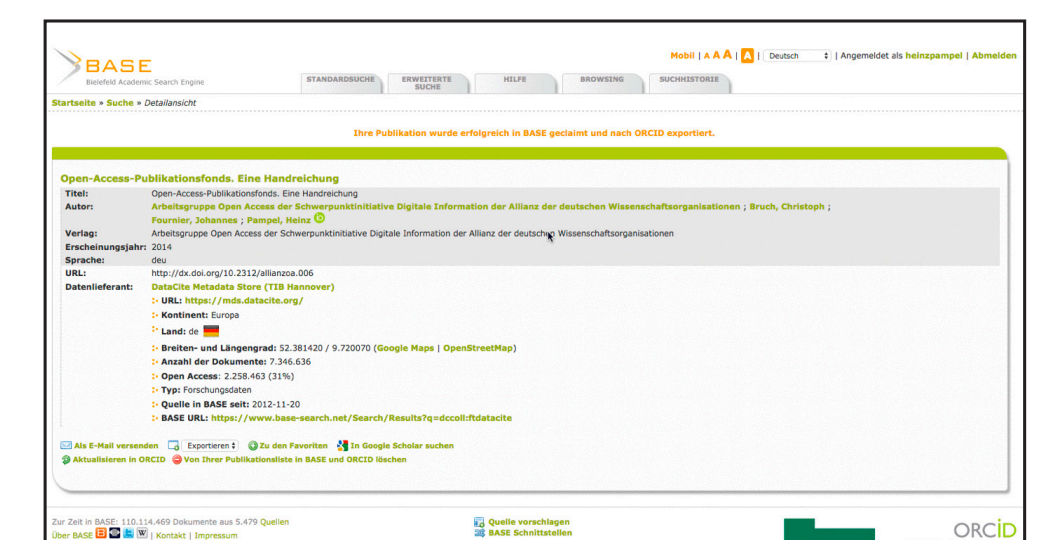 BASE
Bielefeld Academic Search Engine
Mobil | A A A | A | Deutsch | Angemeldet als heinzpampel | Abmelden
STANDARDSUCHE ERWEITERTE SUCHE HILFE BROWSING SUCHHISTORIE
Startseite » Suche » Detailansicht
Ihre Publikation wurde erfolgreich in BASE geclaimt und nach ORCID exportiert.
Open-Access-Publikationsfonds. Eine Handreichung
Titel: Open-Access-Publikationsfonds. Eine Handreichung
Autor: Arbeitsgruppe Open Access der Schwerpunktinitiative Digitale Information der Allianz der deutschen Wissenschaftsorganisationen ; Bruch, Christoph ;
Fournier, Johannes ; Pampel, Heinz iD
Verlag: Arbeitsgruppe Open Access der Schwerpunktinitiative Digitale Information der Allianz der deutschen Wissenschaftsorganisationen
Erscheinungsjahr: 2014
Sprache: deu
URL: http://dx.doi.org/10.2312/allianzoa.006
Datenlieferant: DataCite Metadata Store (TIB Hannover)
URL: https://mds.datacite.org/
Kontinent: Europa
Land: de
Breiten- und Längengrad: 52.381420 / 9.720070 (Google Maps | OpenStreetMap)
Anzahl der Dokumente: 7.346.636
Open Access: 2.258.463 (31%)
Typ: Forschungsdaten
Quelle in BASE seit: 2012-11-20
BASE URL: https://www.base-search.net/Search/Results?q=dccoll:ftdatacite
Als E-Mail versenden Exportieren Zu den Favoriten In Google Scholar suchen
Aktualisieren in ORCID Von Ihrer Publikationsliste in BASE und ORCID löschen
Zur Zeit in BASE: 110.114.469 Dokumente aus 5.479 Quellen
Über BASE B t W | Kontakt | Impressum
Quelle vorschlagen
BASE Schnittstellen
ORCID